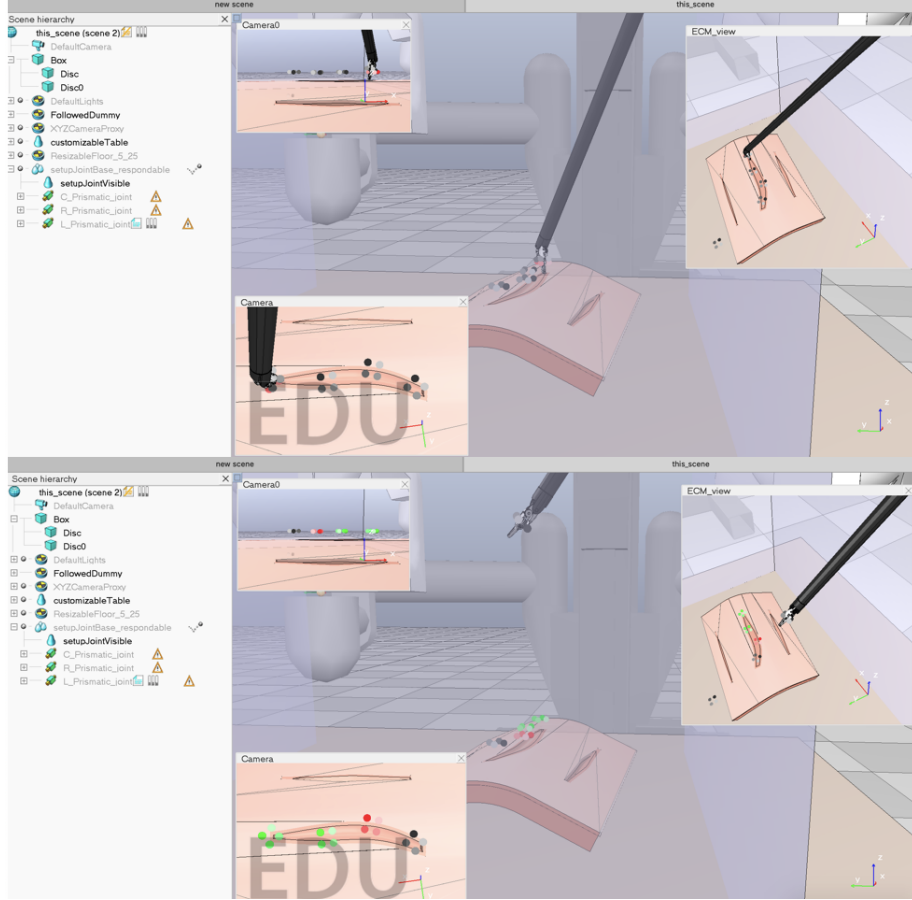 new scene
this_scene
Scene hierarchy
this_scene (scene 2)
DefaultCamera
Box
Disc
Disc0
DefaultLights
FollowedDummy
XYZCameraProxy
customizableTable
ResizableFloor_5_25
setupJointBase_respondable
setupJointVisible
C_Prismatic_joint
R_Prismatic_joint
L_Prismatic_joint
Camera0
ECM_view
x
z
y
Camera
EDU
z
y
x
new scene
this_scene
Scene hierarchy
this_scene (scene 2)
DefaultCamera
Box
Disc
Disc0
DefaultLights
FollowedDummy
XYZCameraProxy
customizableTable
ResizableFloor_5_25
setupJointBase_respondable
setupJointVisible
C_Prismatic_joint
R_Prismatic_joint
L_Prismatic_joint
Camera0
ECM_view
x
z
y
Camera
EDU
z
y
x